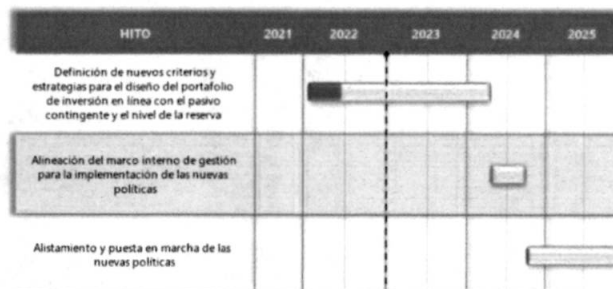 HITO 2021 2022 2023 2024 2025
Definición de nuevos criterios y
estrategias para el diseño del portafolio
de inversión en línea con el pasivo
contingente y el nivel de la reserva
Alineación del marco interno de gestión
para la implementación de las nuevas
políticas
Alistamiento y puesta en marcha de las
nuevas políticas